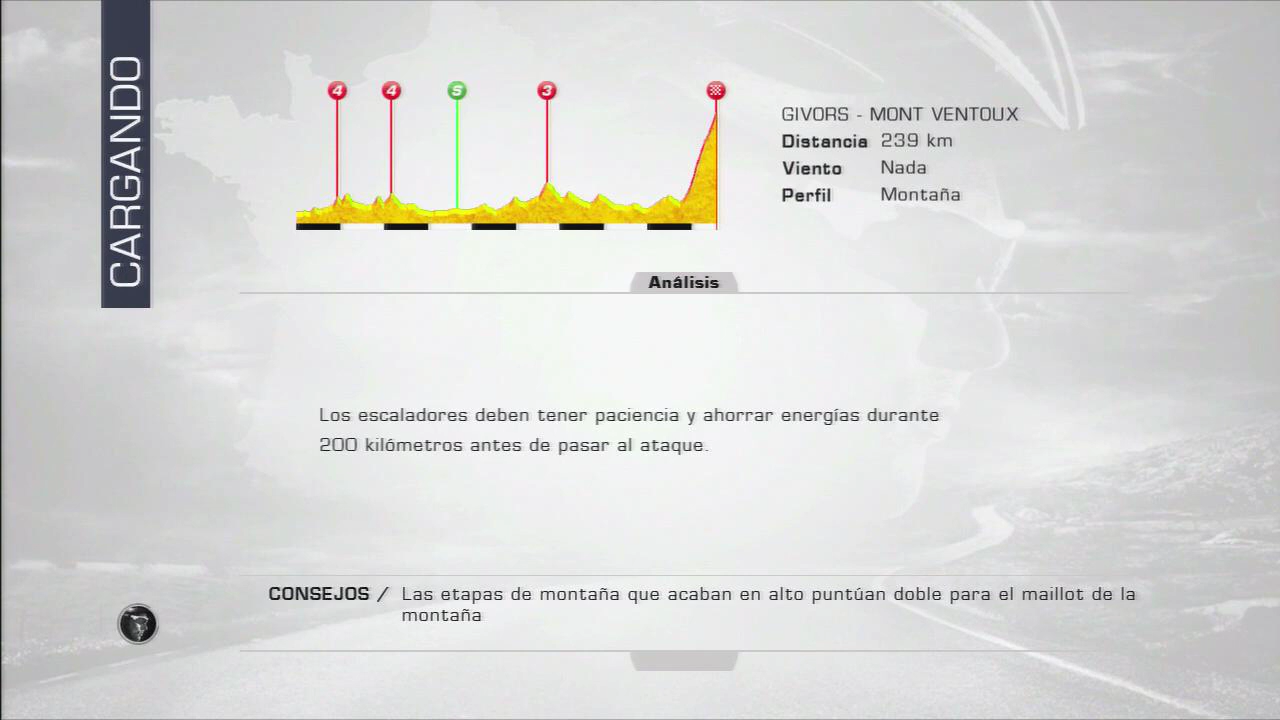 CARGANDO
4 4 S 3
GIVORS - MONT VENTOUX
Distancia 239 km
Viento Nada
Perfil Montaña
Análisis
Los escaladores deben tener paciencia y ahorrar energías durante
200 kilómetros antes de pasar al ataque.
CONSEJOS / Las etapas de montaña que acaban en alto puntúan doble para el maillot de la
montaña